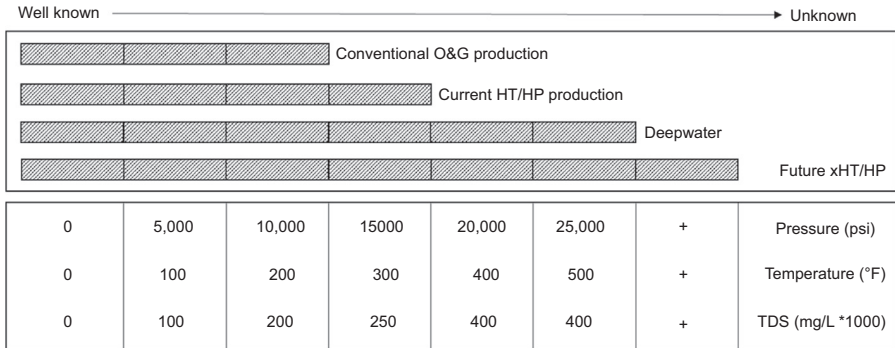 Well known Unknown
Conventional O&G production
Current HT/HP production
Deepwater
Future xHT/HP
0 5,000 10,000 15000 20,000 25,000 + Pressure (psi)
0 100 200 300 400 500 + Temperature (°F)
0 100 200 250 400 400 + TDS (mg/L *1000)